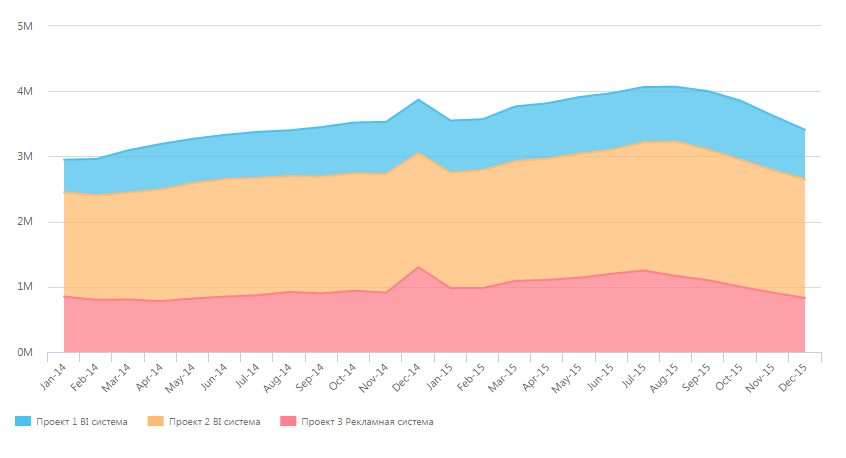 5M
4M
3M
2M
1M
0M
Jan-14 Feb-14 Mar-14 Apr-14 May-14 Jun-14 Jul-14 Aug-14 Sep-14 Oct-14 Nov-14 Dec-14 Jan-15 Feb-15 Mar-15 Apr-15 May-15 Jun-15 Jul-15 Aug-15 Sep-15 Oct-15 Nov-15 Dec-15
Проект 1 BI система Проект 2 BI система Проект 3 Рекламная система